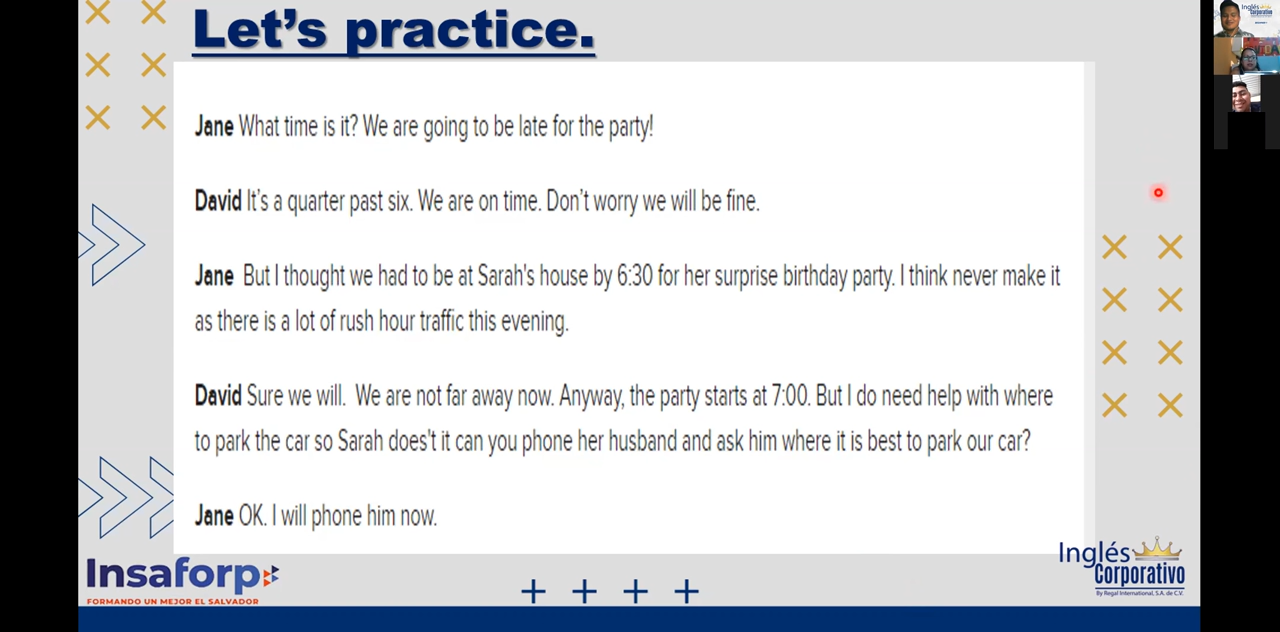 Let's practice.
Jane What time is it? We are going to be late for the party!
David It's a quarter past six. We are on time. Don't worry we will be fine.
Jane But I thought we had to be at Sarah's house by 6:30 for her surprise birthday party. I think never make it
as there is a lot of rush hour traffic this evening.
David Sure we will. We are not far away now. Anyway, the party starts at 7:00. But I do need help with where
to park the car so Sarah does't it can you phone her husband and ask him where it is best to park our car?
Jane OK. I will phone him now.
Insaforp
FORMANDO UN MEJOR EL SALVADOR
Inglés
Corporativo
By Regal International, S.A. de C.V.
Inglés
Corporativo